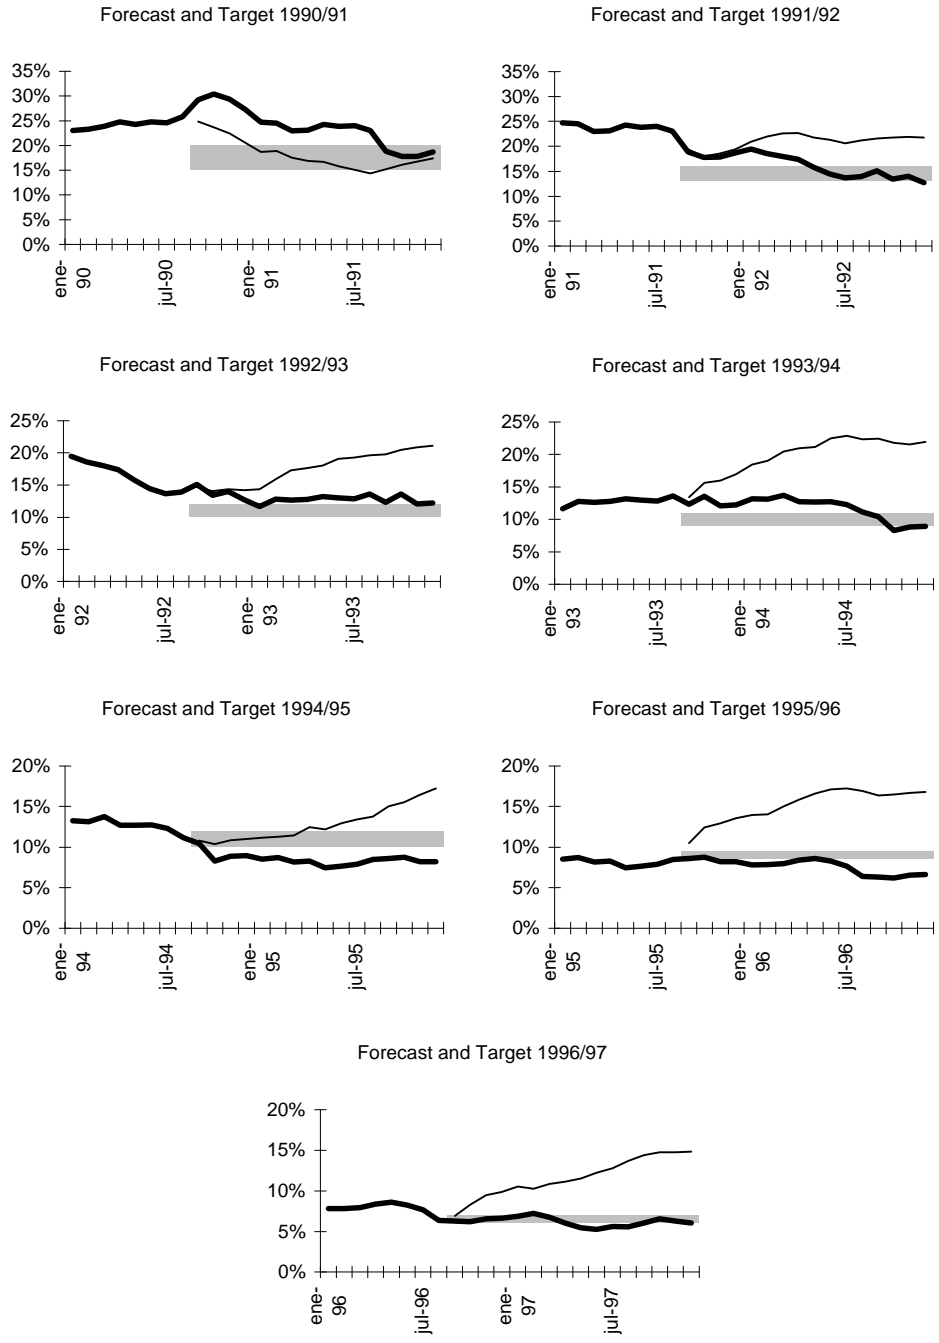 Forecast and Target 1990/91
35%
30%
25%
20%
15%
10%
5%
0%
ene-
90
jul-90
ene-
91
jul-91
Forecast and Target 1991/92
35%
30%
25%
20%
15%
10%
5%
0%
ene-
91
jul-91
ene-
92
jul-92
Forecast and Target 1992/93
25%
20%
15%
10%
5%
0%
ene-
92
jul-92
ene-
93
jul-93
Forecast and Target 1993/94
25%
20%
15%
10%
5%
0%
ene-
93
jul-93
ene-
94
jul-94
Forecast and Target 1994/95
20%
15%
10%
5%
0%
ene-
94
jul-94
ene-
95
jul-95
Forecast and Target 1995/96
20%
15%
10%
5%
0%
ene-
95
jul-95
ene-
96
jul-96
Forecast and Target 1996/97
20%
15%
10%
5%
0%
ene-
96
jul-96
ene-
97
jul-97